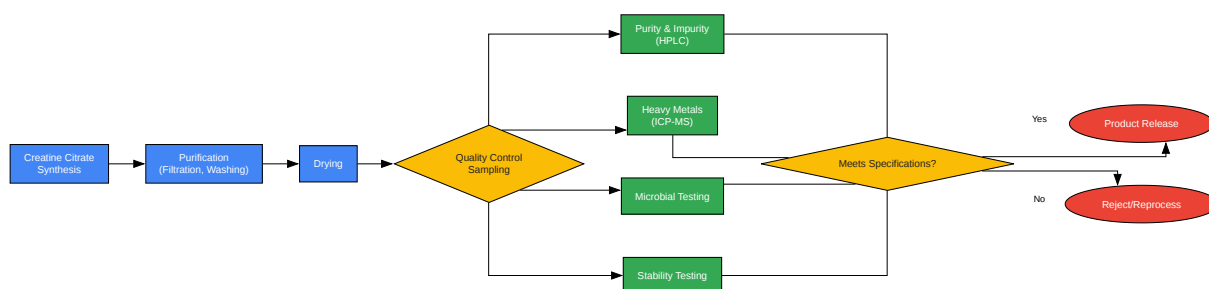 Creatine Citrate
Synthesis
Purification
(Filtration, Washing)
Drying
Quality Control
Sampling
Purity & Impurity
(HPLC)
Heavy Metals
(ICP-MS)
Microbial Testing
Stability Testing
Meets Specifications?
Yes
Product Release
No
Reject/Reprocess